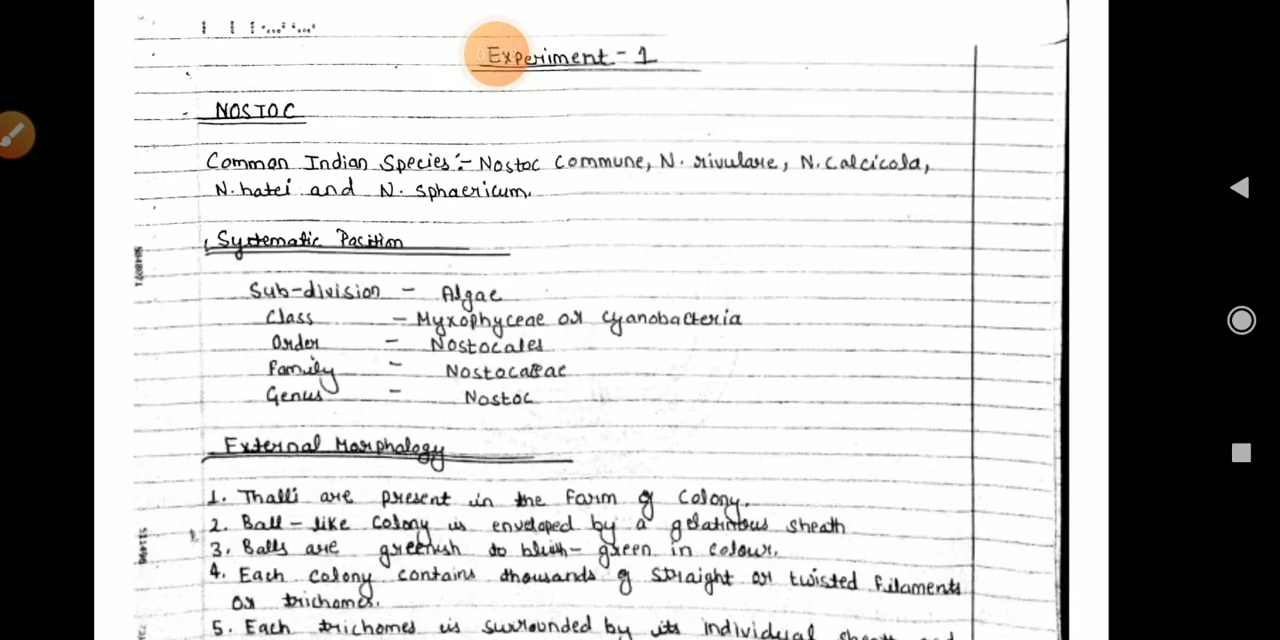 Experiment - 1
NOSTOC
Common Indian Species :- Nostoc Commune, N. rivulare, N. Calcicola,
N. hatei and N. Sphaericum.
Systematic Position
Sub-division - Algae
Class - Myxophyceae or Cyanobacteria
Order - Nostocales
Family -
Genus - Nostoc
External Morphology
1. Thalli are present in the form of Colony.
2. Ball-like Colony is enveloped by a gelatinous sheath
3. Balls are greenish to bluish-green in colour.
4. Each colony contains thousands of straight or twisted filaments
or trichomes.
5. Each trichomes is surrounded by its individual sheath and